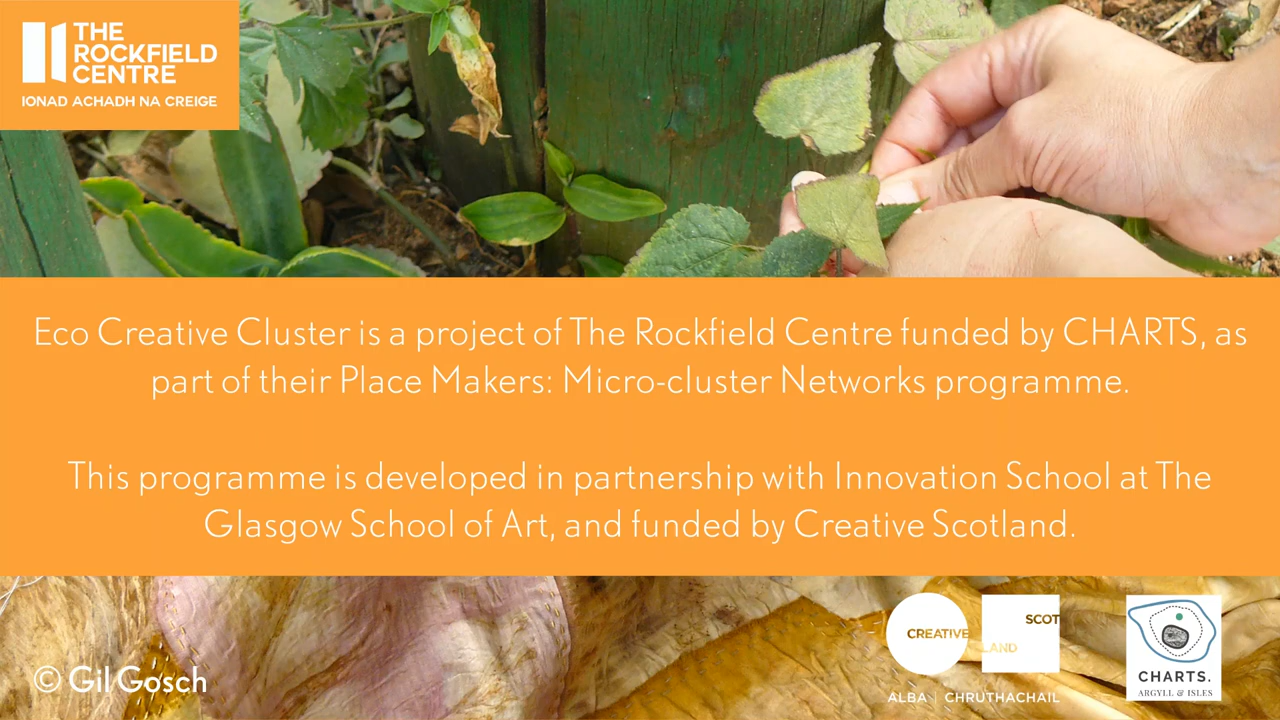 THE
ROCKFIELD
CENTRE
IONAD ACHADH NA CREIGE
Eco Creative Cluster is a project of The Rockfield Centre funded by CHARTS, as
part of their Place Makers: Micro-cluster Networks programme.
This programme is developed in partnership with Innovation School at The
Glasgow School of Art, and funded by Creative Scotland.
© Gil Gosch
CREATIVE SCOT
LAND
ALBA | CHRUTHACHAIL
CHARTS.
ARGYLL & ISLES